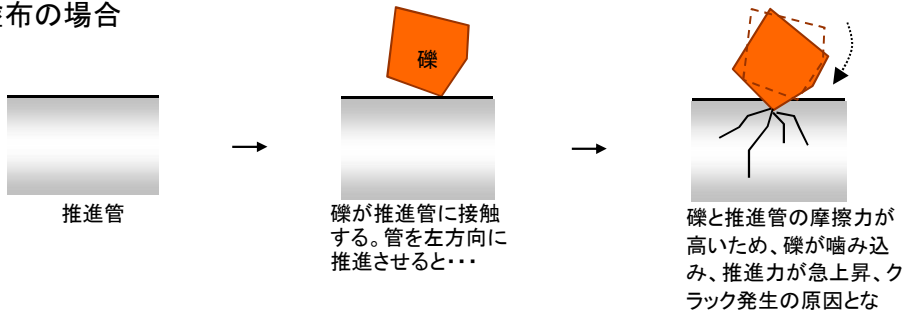 布の場合
礫
推進管
礫が推進管に接触
する。管を左方向に
推進させると・・・
礫と推進管の摩擦力が
高いため、礫が噛み込
み、推進力が急上昇、ク
ラック発生の原因とな